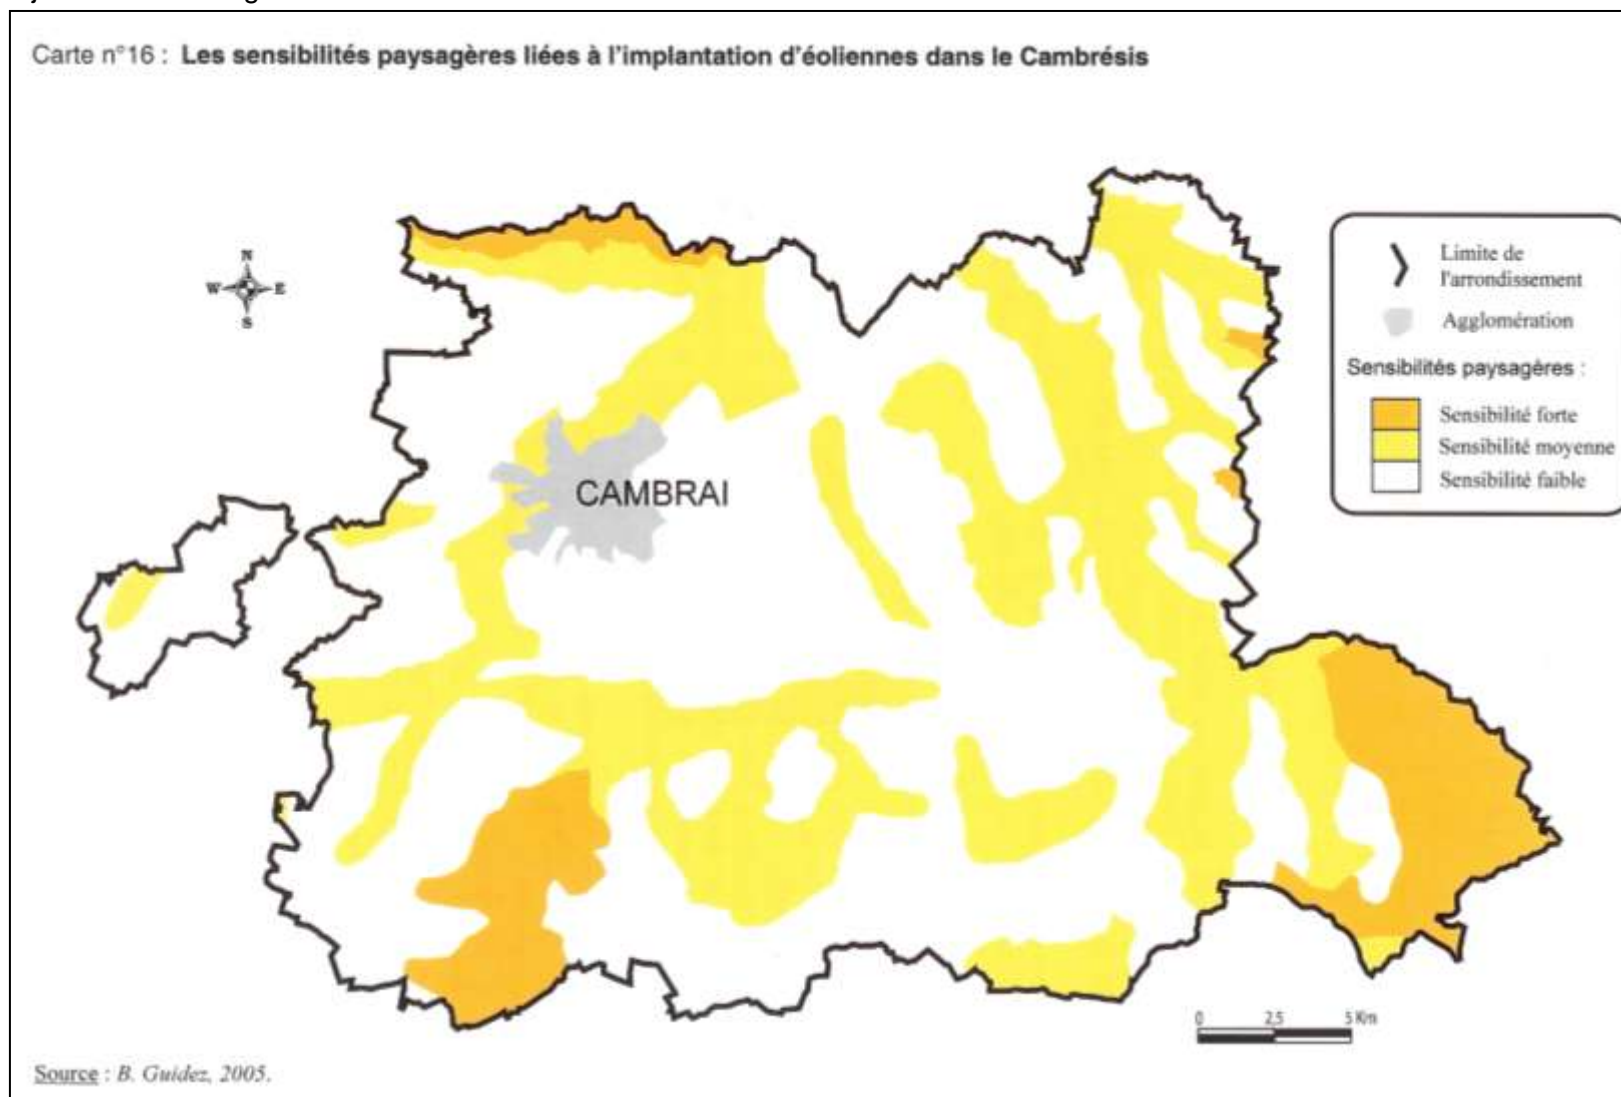 Carte n°16 : Les sensibilités paysagères liées à l'implantation d'éoliennes dans le Cambrésis
N
W E
S
Limite de
l'arrondissement
Agglomération
Sensibilités paysagères :
Sensibilité forte
Sensibilité moyenne
Sensibilité faible
CAMBRAI
0 2,5 5 Km
Source : B. Guidez, 2005.